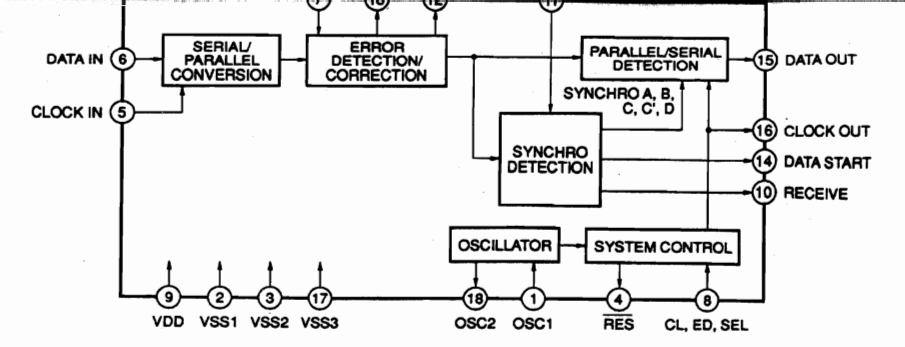 SERIAL/
PARALLEL
CONVERSION
ERROR
DETECTION/
CORRECTION
PARALLEL/SERIAL
DETECTION
DATA IN 6
15 DATA OUT
SYNCHRO A, B,
C, C', D
CLOCK IN 5
16 CLOCK OUT
SYNCHRO
DETECTION
14 DATA START
10 RECEIVE
OSCILLATOR
SYSTEM CONTROL
9 2 3 17 18 1 4 8
VDD VSS1 VSS2 VSS3 OSC2 OSC1 RES CL, ED, SEL